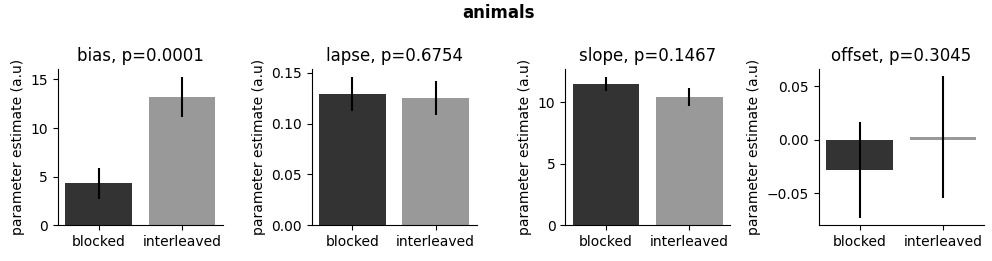 animals
bias, p=0.0001
parameter estimate (a.u)
15
10
5
0
blocked interleaved
lapse, p=0.6754
parameter estimate (a.u)
0.15
0.10
0.05
0.00
blocked interleaved
slope, p=0.1467
parameter estimate (a.u)
10
5
0
blocked interleaved
offset, p=0.3045
parameter estimate (a.u)
0.05
0.00
−0.05
blocked interleaved